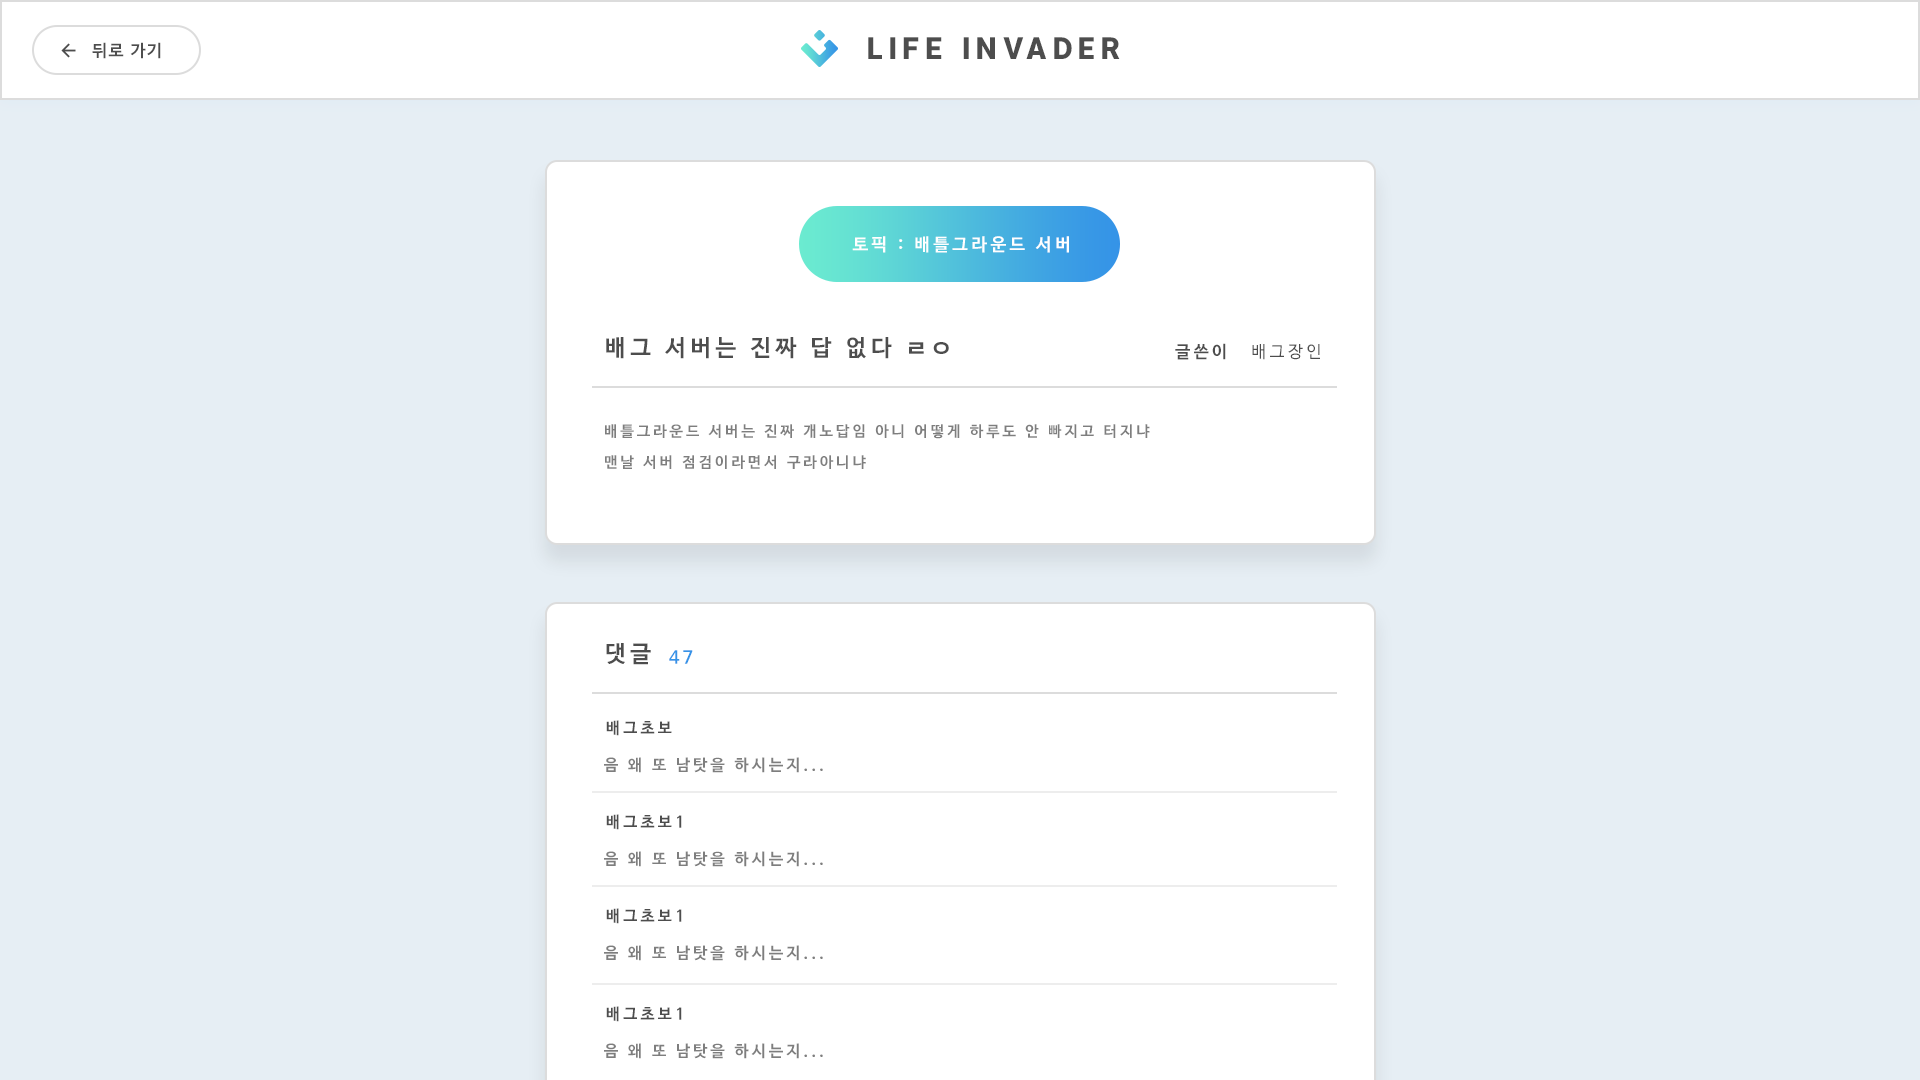 뒤로 가기
LIFE INVADER
토픽 : 배틀그라운드 서버
배그 서버는 진짜 답 없다 ㄹㅇ
글쓴이 배그장인
배틀그라운드 서버는 진짜 개노답임 아니 어떻게 하루도 안 빠지고 터지냐
맨날 서버 점검이라면서 구라아니냐
댓글 47
배그초보
음 왜 또 남탓을 하시는지...
배그초보1
음 왜 또 남탓을 하시는지...
배그초보1
음 왜 또 남탓을 하시는지...
배그초보1
음 왜 또 남탓을 하시는지...